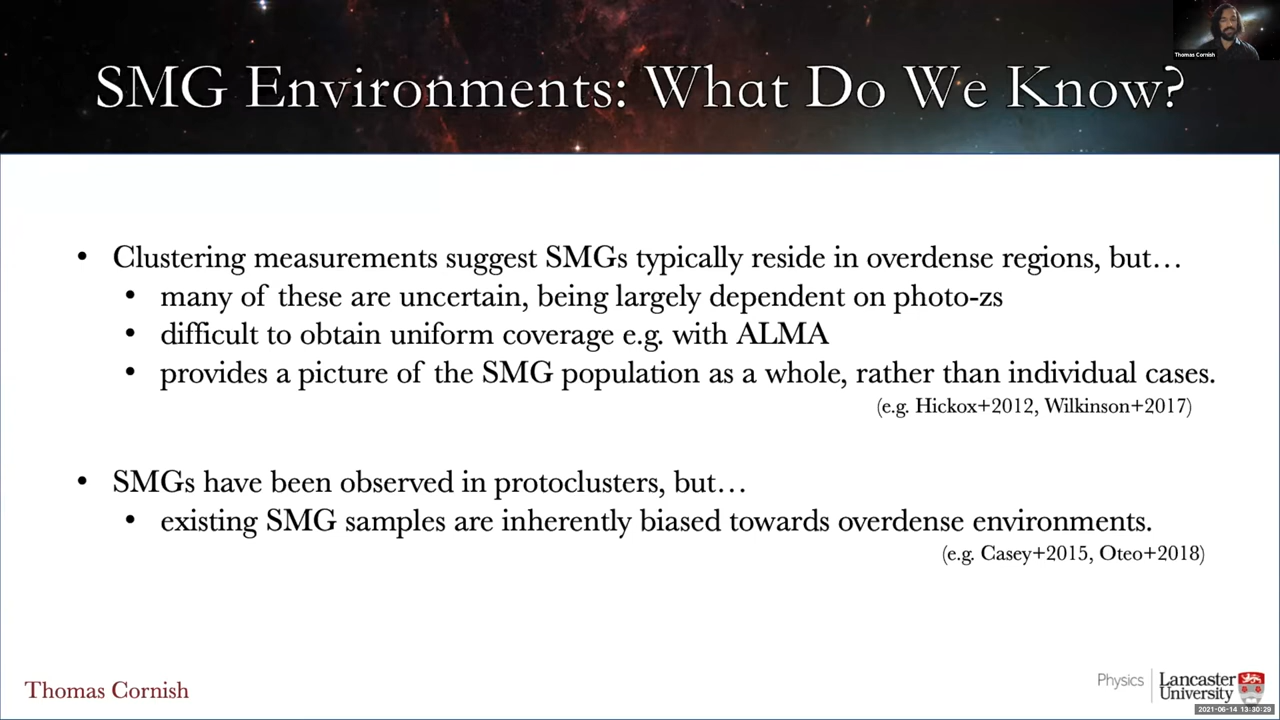 Thomas Cornish
SMG Environments: What Do We Know?
• Clustering measurements suggest SMGs typically reside in overdense regions, but…
• many of these are uncertain, being largely dependent on photo-zs
• difficult to obtain uniform coverage e.g. with ALMA
• provides a picture of the SMG population as a whole, rather than individual cases.
(e.g. Hickox+2012, Wilkinson+2017)
• SMGs have been observed in protoclusters, but…
• existing SMG samples are inherently biased towards overdense environments.
(e.g. Casey+2015, Oteo+2018)
Thomas Cornish
Physics
Lancaster
University
2021-06-14 13:30:29